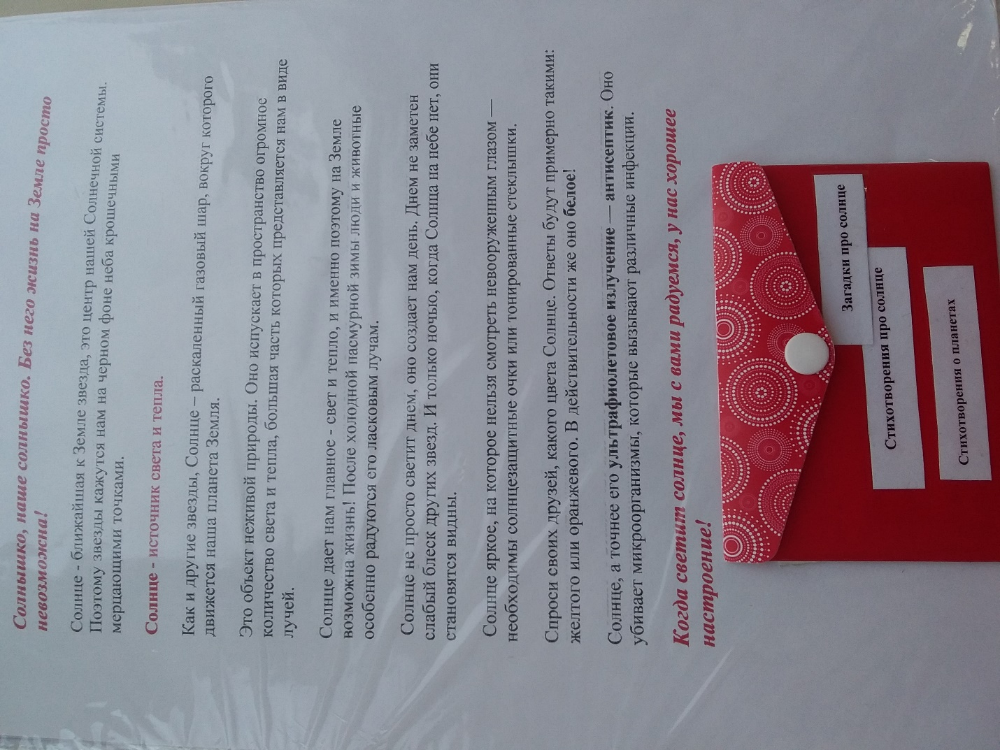 Солнышко, наше солнышко. Без него жизнь на Земле просто
невозможна!
Солнце - ближайшая к Земле звезда, это центр нашей Солнечной системы.
Поэтому звезды кажутся нам на черном фоне неба крошечными
мерцающими точками.
Солнце - источник света и тепла.
Как и другие звезды, Солнце – раскаленный газовый шар, вокруг которого
движется наша планета Земля.
Это объект неживой природы. Оно испускает в пространство огромное
количество света и тепла, большая часть которых представляется нам в виде
лучей.
Солнце дает нам главное - свет и тепло, и именно поэтому на Земле
возможна жизнь! После холодной пасмурной зимы люди и животные
особенно радуются его ласковым лучам.
Солнце не просто светит днем, оно создает нам день. Днем не заметен
слабый блеск других звезд. И только ночью, когда Солнца на небе нет, они
становятся видны.
Солнце яркое, на которое нельзя смотреть невооруженным глазом —
необходимы солнцезащитные очки или тонированные стеклышки.
Спроси своих друзей, какого цвета Солнце. Ответы будут примерно такими:
желтого или оранжевого. В действительности же оно белое!
Солнце, а точнее его ультрафиолетовое излучение — антисептик. Оно
убивает микроорганизмы, которые вызывают различные инфекции.
Когда светит солнце, мы с вами радуемся, у нас хорошее
настроение!
Загадки про солнце
Стихотворения про солнце
Стихотворения о планетах